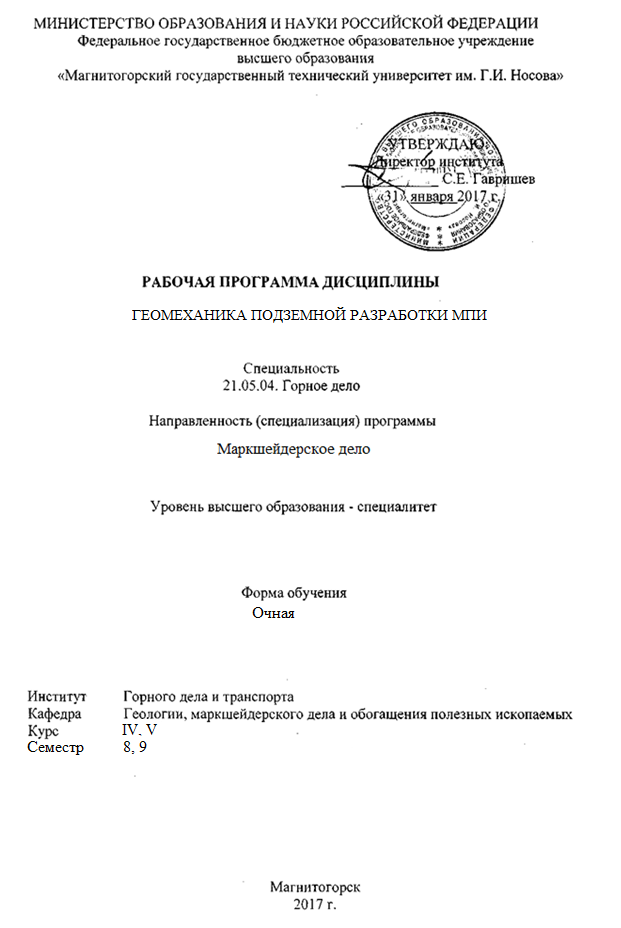 МИНИСТЕРСТВО ОБРАЗОВАНИЯ И НАУКИ РОССИЙСКОЙ ФЕДЕРАЦИИ
Федеральное государственное бюджетное образовательное учреждение
высшего образования
«Магнитогорский государственный технический университет им. Г.И. Носова»
УТВЕРЖДАЮ
Директор института
С.Е. Гавришев
«31» января 2017 г.
РАБОЧАЯ ПРОГРАММА ДИСЦИПЛИНЫ
ГЕОМЕХАНИКА ПОДЗЕМНОЙ РАЗРАБОТКИ МПИ
Специальность
21.05.04. Горное дело
Направленность (специализация) программы
Маркшейдерское дело
Уровень высшего образования - специалитет
Форма обучения
Очная
Институт Горного дела и транспорта
Кафедра Геологии, маркшейдерского дела и обогащения полезных ископаемых
Курс IV, V
Семестр 8, 9
Магнитогорск
2017 г.